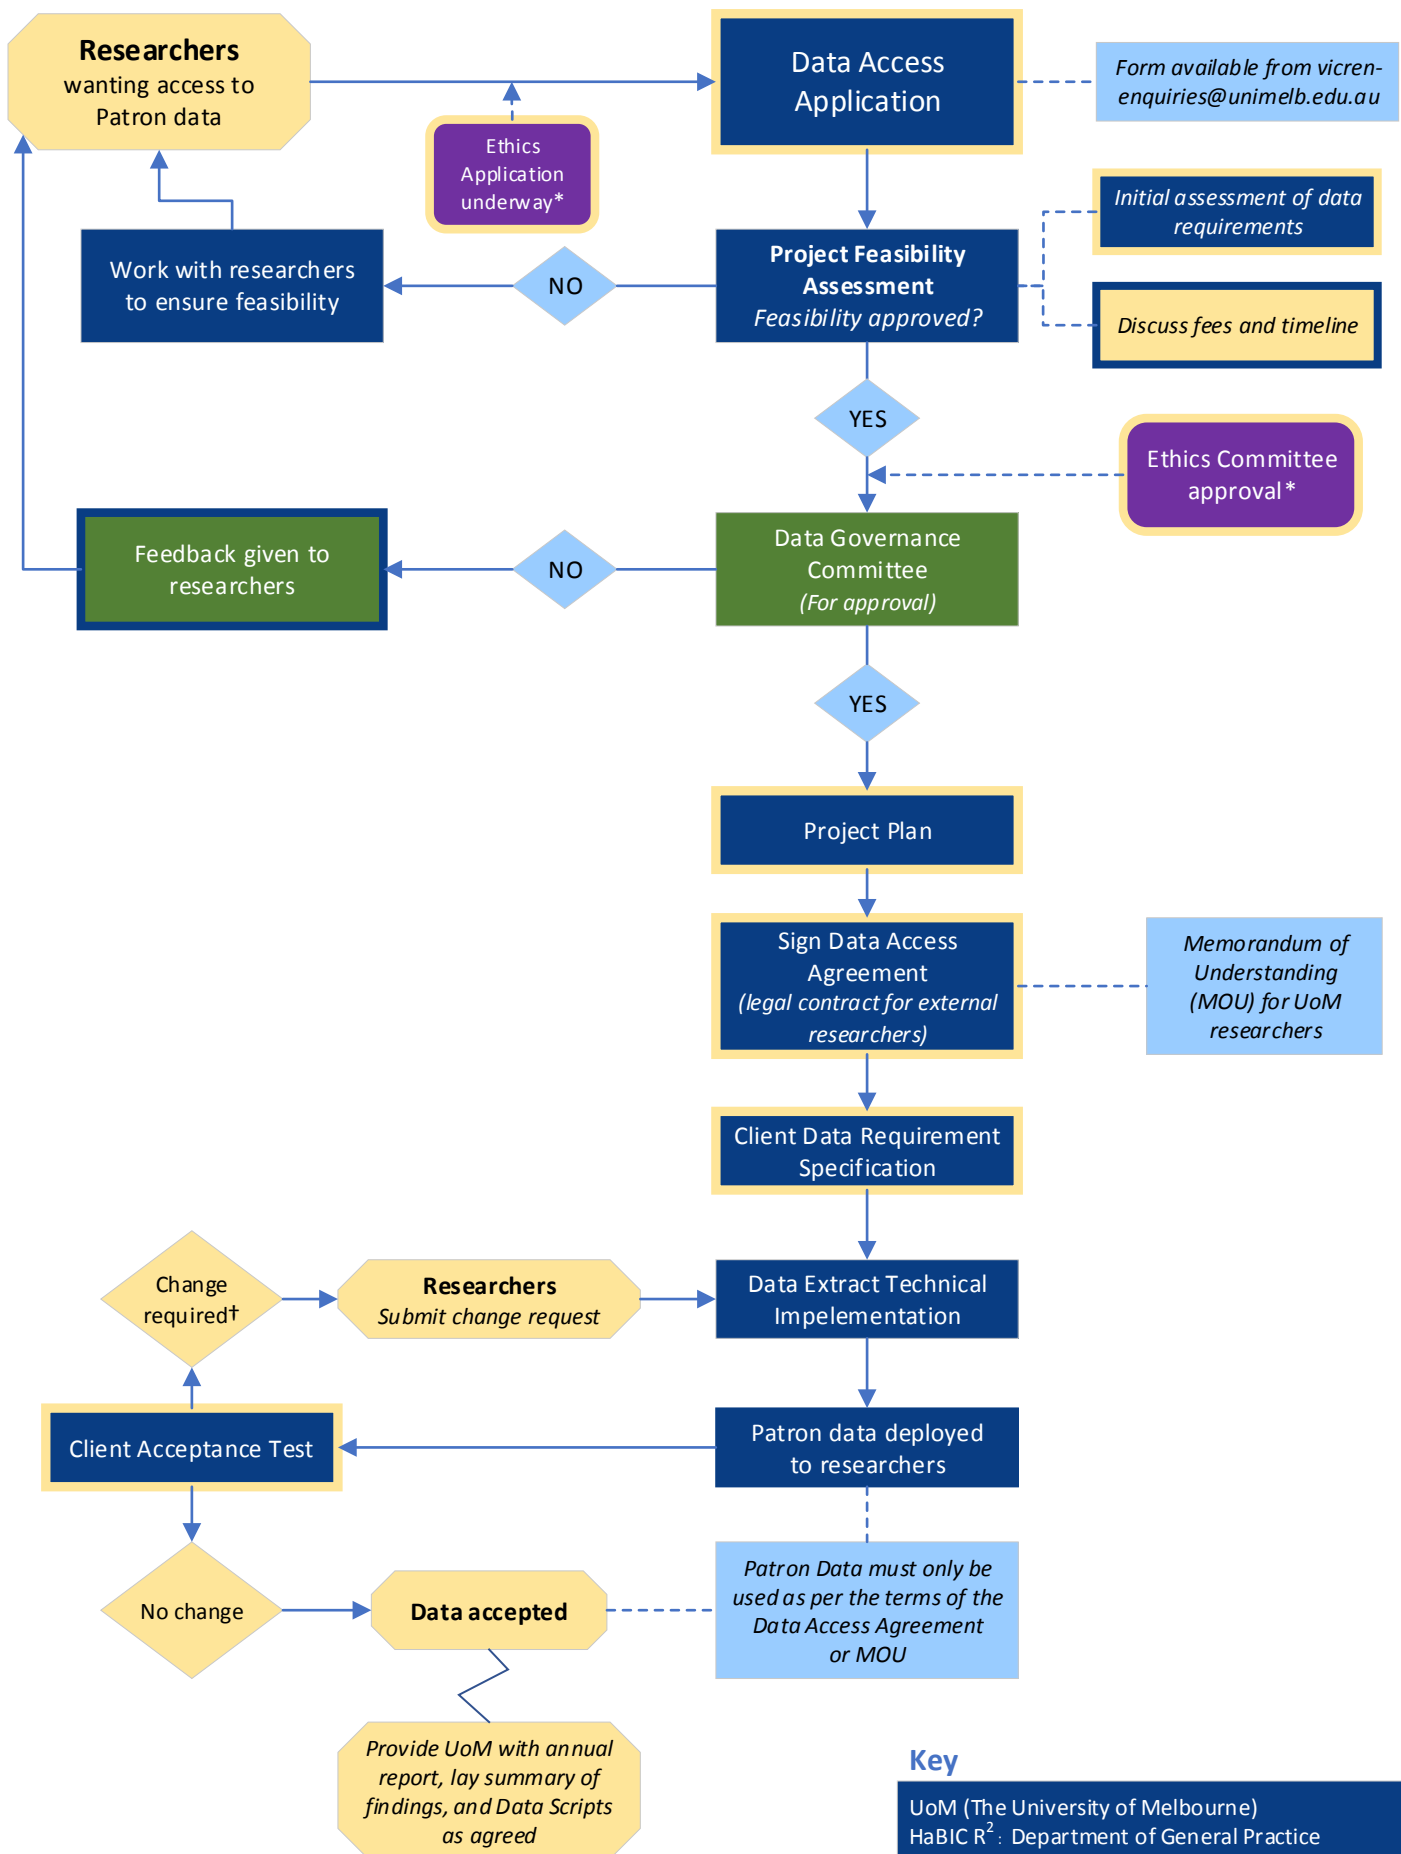 Researchers
wanting access to
Patron data
Data Access
Application
Form available from vicren-
enquiries@unimelb.edu.au
Ethics
Application
underway*
Initial assessment of data
requirements
Work with researchers
to ensure feasibility
NO
Project Feasibility
Assessment
Feasibility approved?
Discuss fees and timeline
YES
Ethics Committee
approval*
Feedback given to
researchers
NO
Data Governance
Committee
(For approval)
YES
Project Plan
Sign Data Access
Agreement
(legal contract for external
researchers)
Memorandum of
Understanding
(MOU) for UoM
researchers
Client Data Requirement
Specification
Change
required†
Researchers
Submit change request
Data Extract Technical
Impelementation
Client Acceptance Test
Patron data deployed
to researchers
No change
Data accepted
Patron Data must only be
used as per the terms of the
Data Access Agreement
or MOU
Provide UoM with annual
report, lay summary of
findings, and Data Scripts
as agreed
Key
UoM (The University of Melbourne)
HaBIC R²: Department of General Practice